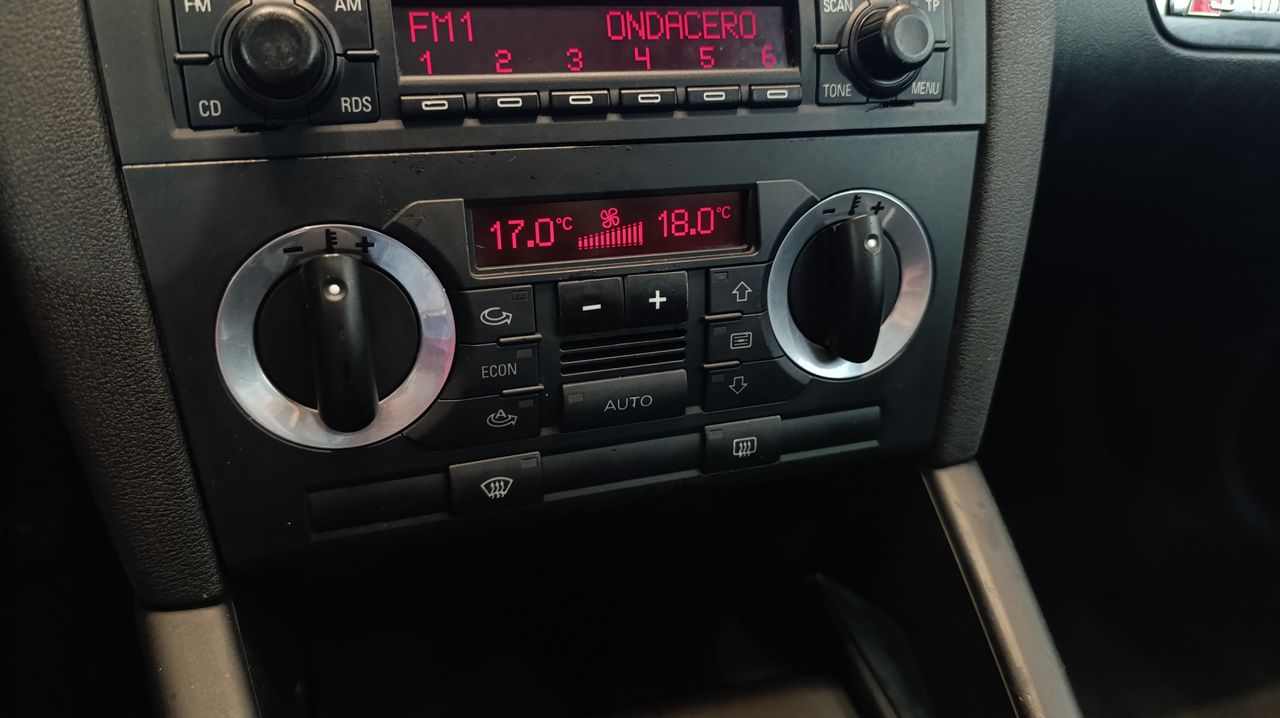 FM
AM
CD
RDS
FM1 ONDACERO
1 2 3 4 5 6
SCAN
TP
TONE
MENU
17.0°C 18.0°C
- +
- +
- +
ECON
A
AUTO